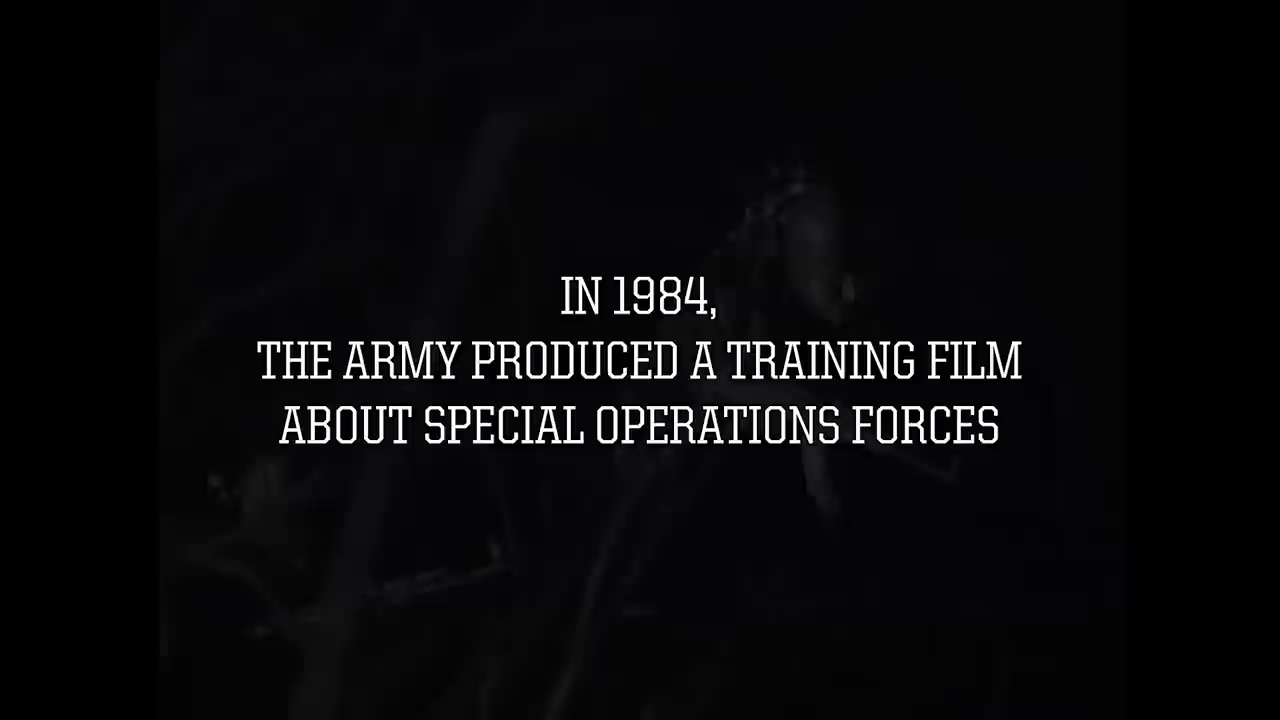 IN 1984,
THE ARMY PRODUCED A TRAINING FILM
ABOUT SPECIAL OPERATIONS FORCES